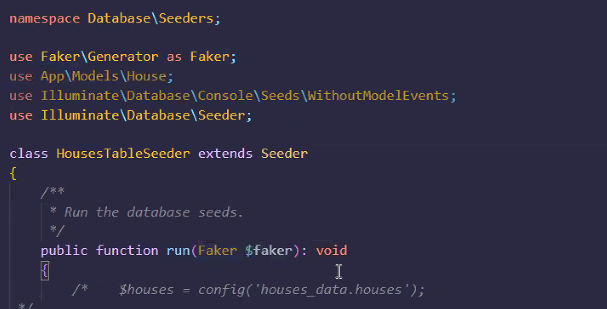 namespace Database\Seeders;
use Faker\Generator as Faker;
use App\Models\House;
use Illuminate\Database\Console\Seeds\WithoutModelEvents;
use Illuminate\Database\Seeder;
class HousesTableSeeder extends Seeder
{
/**
* Run the database seeds.
*/
public function run(Faker $faker): void
{
/* $houses = config('houses_data.houses');
*/